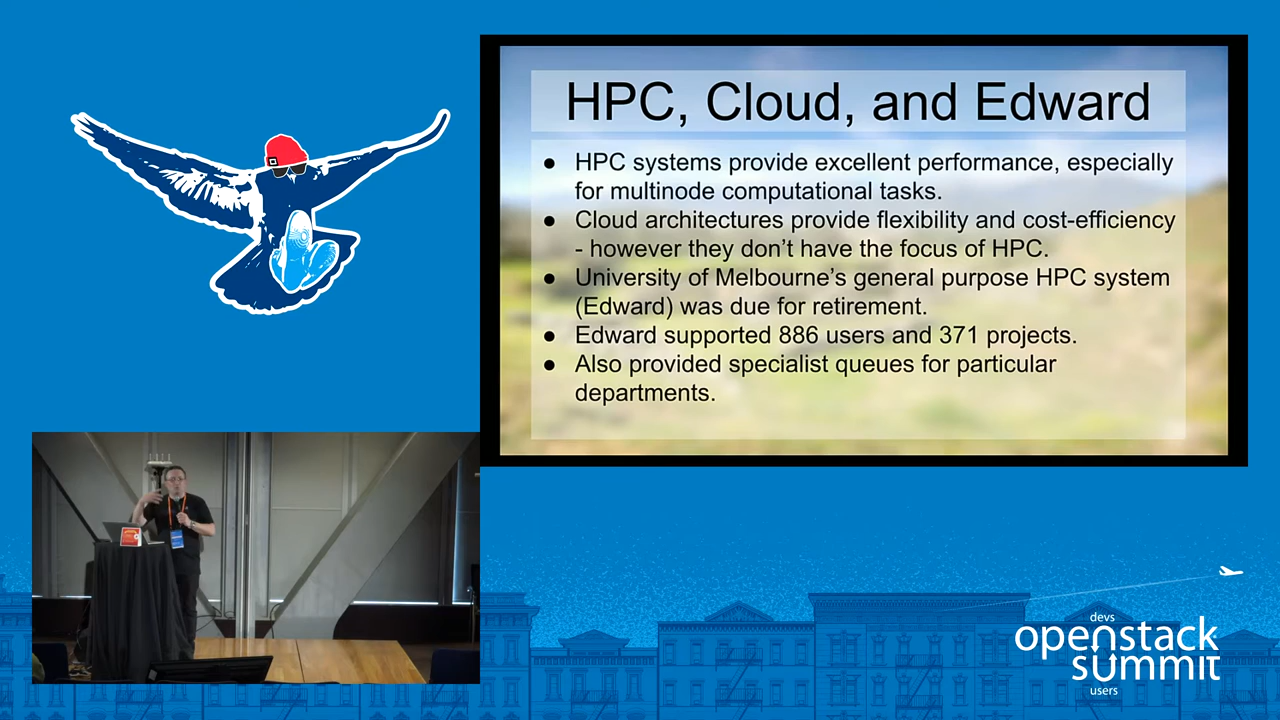 HPC, Cloud, and Edward
● HPC systems provide excellent performance, especially
for multinode computational tasks.
● Cloud architectures provide flexibility and cost-efficiency
- however they don’t have the focus of HPC.
● University of Melbourne’s general purpose HPC system
(Edward) was due for retirement.
● Edward supported 886 users and 371 projects.
● Also provided specialist queues for particular
departments.
devs
openstack
summit
users